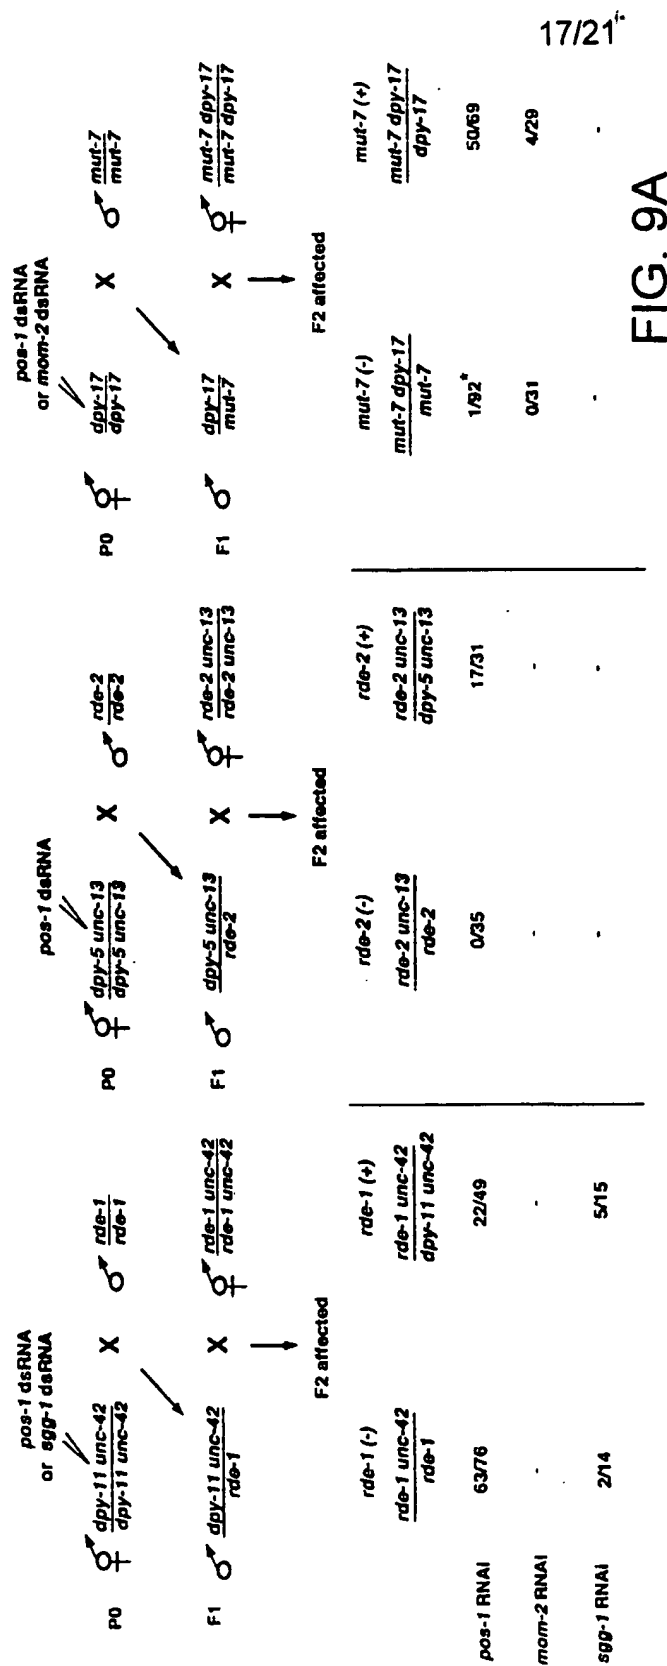 17/21
pos-1 dsRNA
or sgg-1 dsRNA
P0 dpy-11 unc-42 X rde-1
dpy-11 unc-42 rde-1
F1 dpy-11 unc-42 X rde-1 unc-42
rde-1 rde-1 unc-42
F2 affected
rde-1 (-) rde-1 (+)
rde-1 unc-42 rde-1 unc-42
rde-1 dpy-11 unc-42
pos-1 RNAi 63/76 22/49
mom-2 RNAi - -
sgg-1 RNAi 2/14 5/15
pos-1 dsRNA
P0 dpy-5 unc-13 X rde-2
dpy-5 unc-13 rde-2
F1 dpy-5 unc-13 X rde-2 unc-13
rde-2 rde-2 unc-13
F2 affected
rde-2 (-) rde-2 (+)
rde-2 unc-13 rde-2 unc-13
rde-2 dpy-5 unc-13
0/35 17/31
- -
- -
pos-1 dsRNA
or mom-2 dsRNA
P0 dpy-17 X mut-7
dpy-17 mut-7
F1 dpy-17 X mut-7 dpy-17
mut-7 mut-7 dpy-17
F2 affected
mut-7 (-) mut-7 (+)
mut-7 dpy-17 mut-7 dpy-17
mut-7 dpy-17
1/92* 50/69
0/31 4/29
- -
FIG. 9A